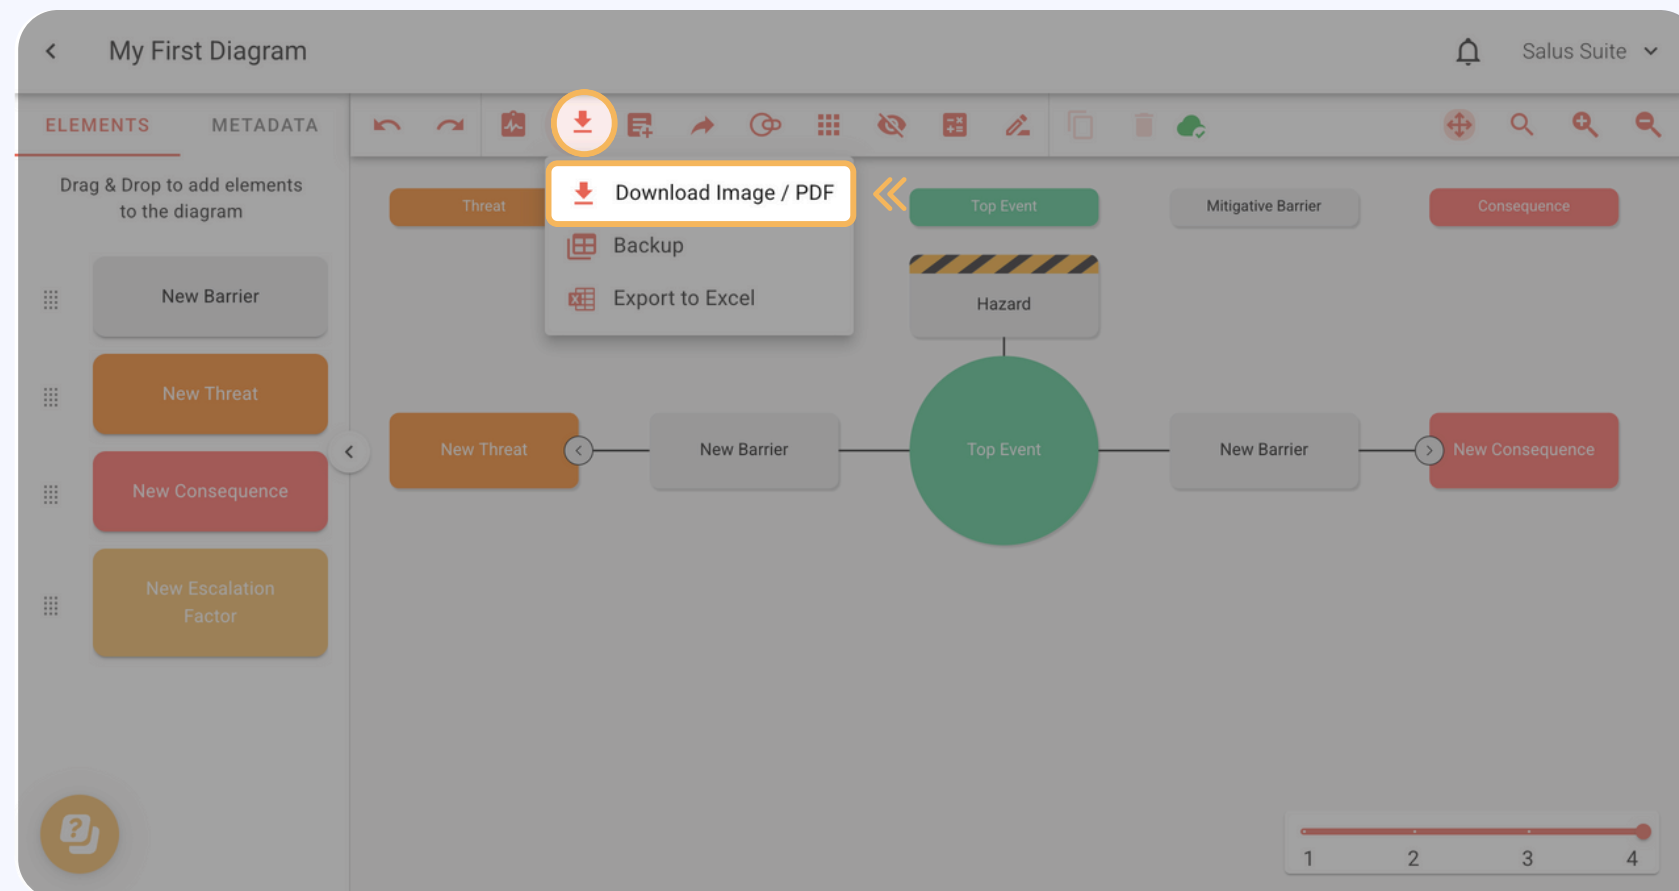 My First Diagram
Salus Suite
ELEMENTS
METADATA
Drag & Drop to add elements
to the diagram
New Barrier
New Threat
New Consequence
New Escalation
Factor
Download Image / PDF
Backup
Export to Excel
Threat
Top Event
Mitigative Barrier
Consequence
Hazard
New Threat
New Barrier
Top Event
New Barrier
New Consequence
1
2
3
4